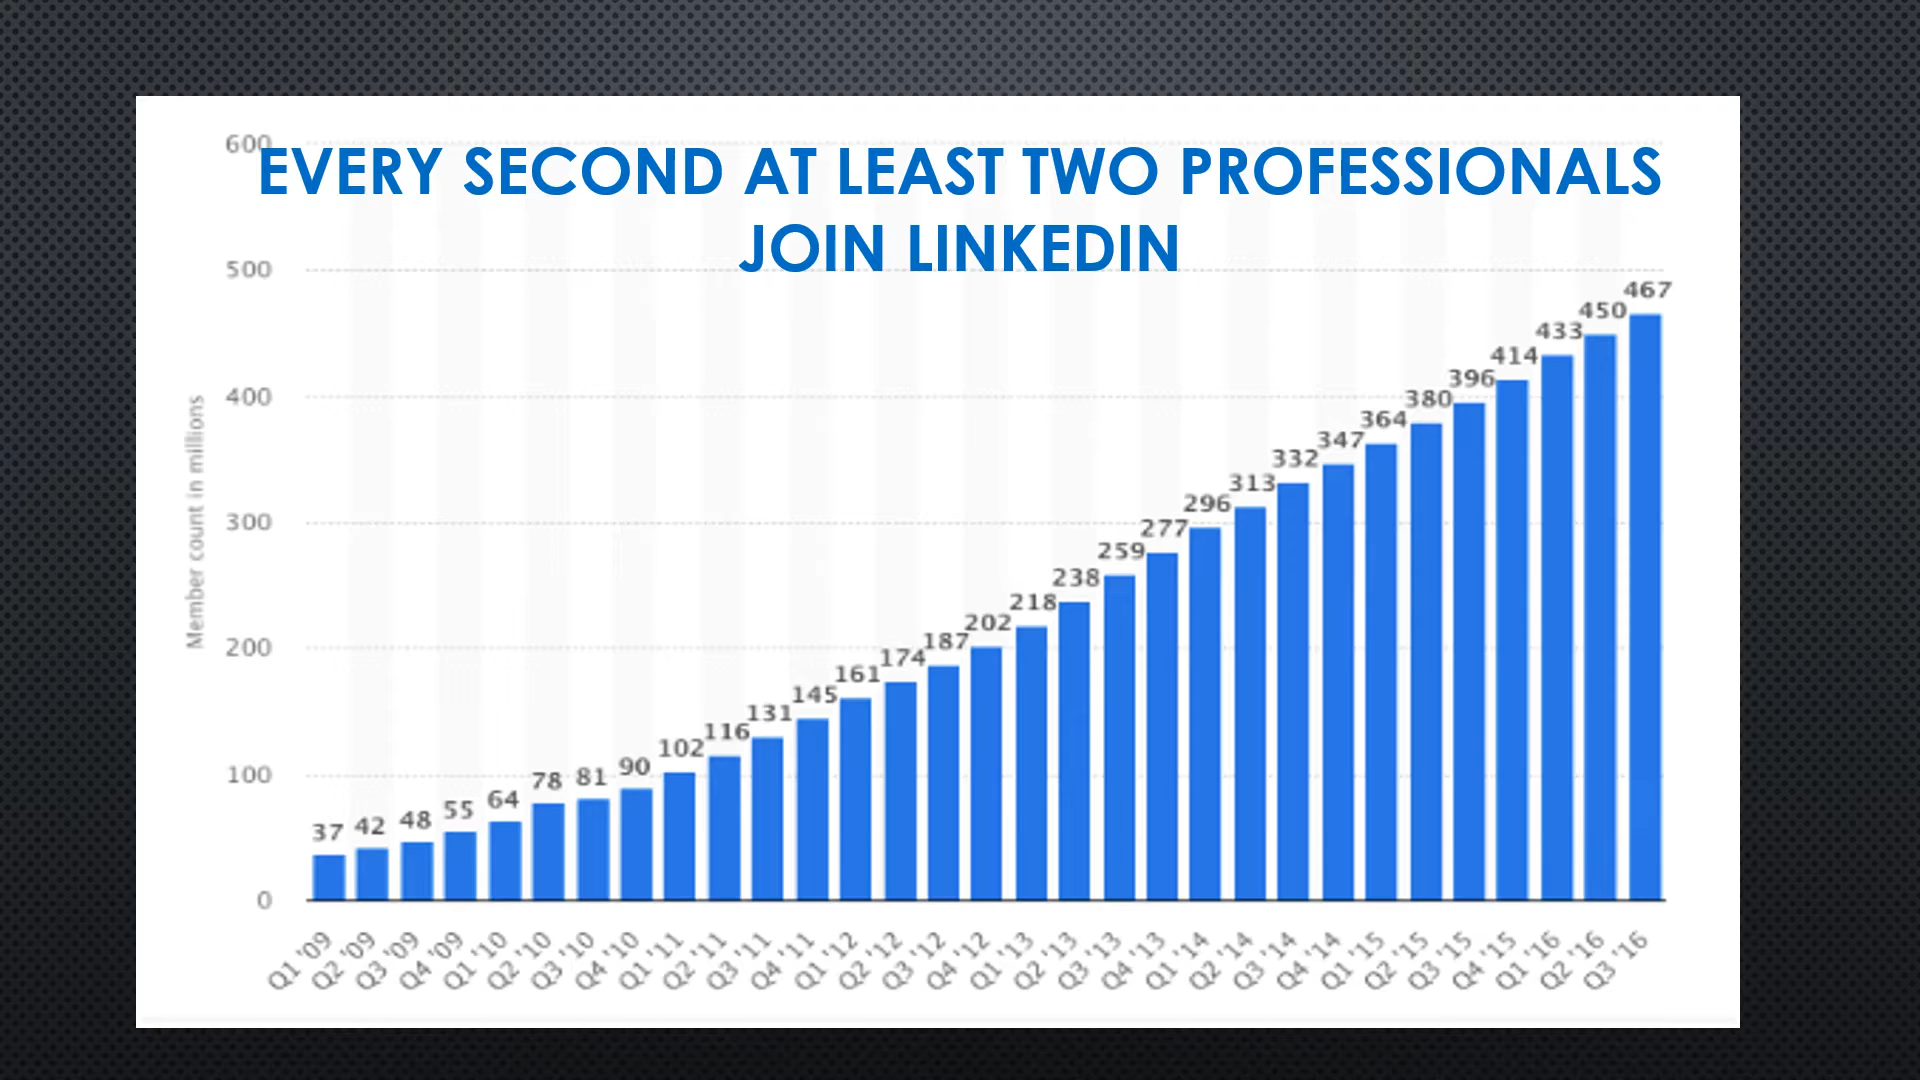 EVERY SECOND AT LEAST TWO PROFESSIONALS
JOIN LINKEDIN
Member count in millions
600
500
400
300
200
100
0
37
42
48
55
64
78
81
90
102
116
131
145
161
174
187
202
218
238
259
277
296
313
332
347
364
380
396
414
433
450
467
Q1 '09
Q2 '09
Q3 '09
Q4 '09
Q1 '10
Q2 '10
Q3 '10
Q4 '10
Q1 '11
Q2 '11
Q3 '11
Q4 '11
Q1 '12
Q2 '12
Q3 '12
Q4 '12
Q1 '13
Q2 '13
Q3 '13
Q4 '13
Q1 '14
Q2 '14
Q3 '14
Q4 '14
Q1 '15
Q2 '15
Q3 '15
Q4 '15
Q1 '16
Q2 '16
Q3 '16